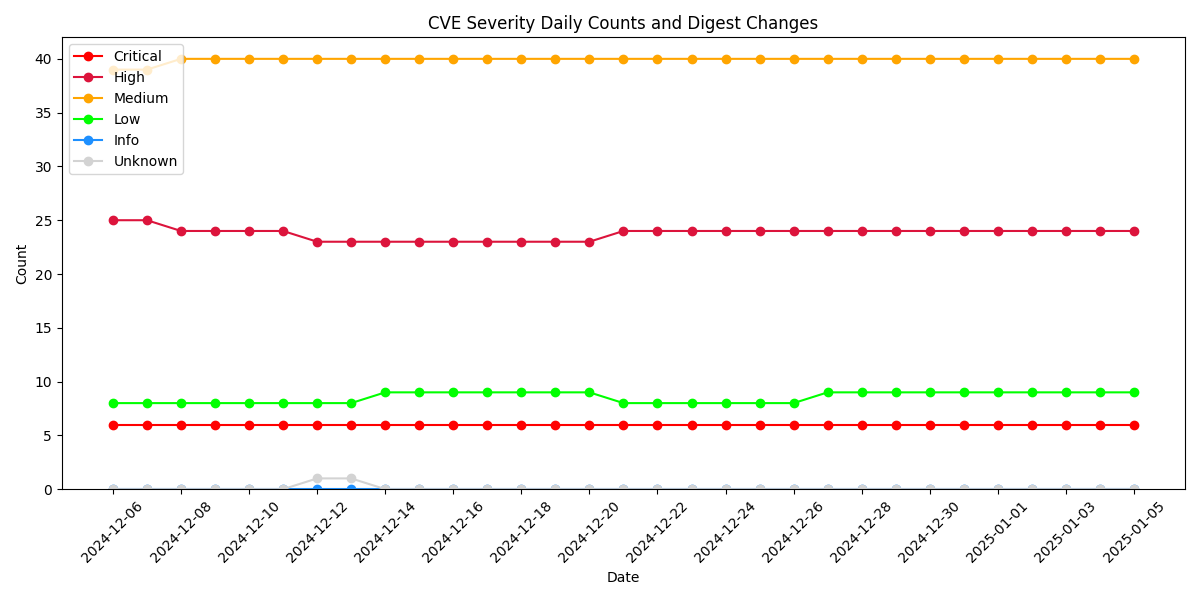 CVE Severity Daily Counts and Digest Changes
Critical
High
Medium
Low
Info
Unknown
Count
40
35
30
25
20
15
10
5
0
2024-12-06
2024-12-08
2024-12-10
2024-12-12
2024-12-14
2024-12-16
2024-12-18
2024-12-20
2024-12-22
2024-12-24
2024-12-26
2024-12-28
2024-12-30
2025-01-01
2025-01-03
2025-01-05
Date